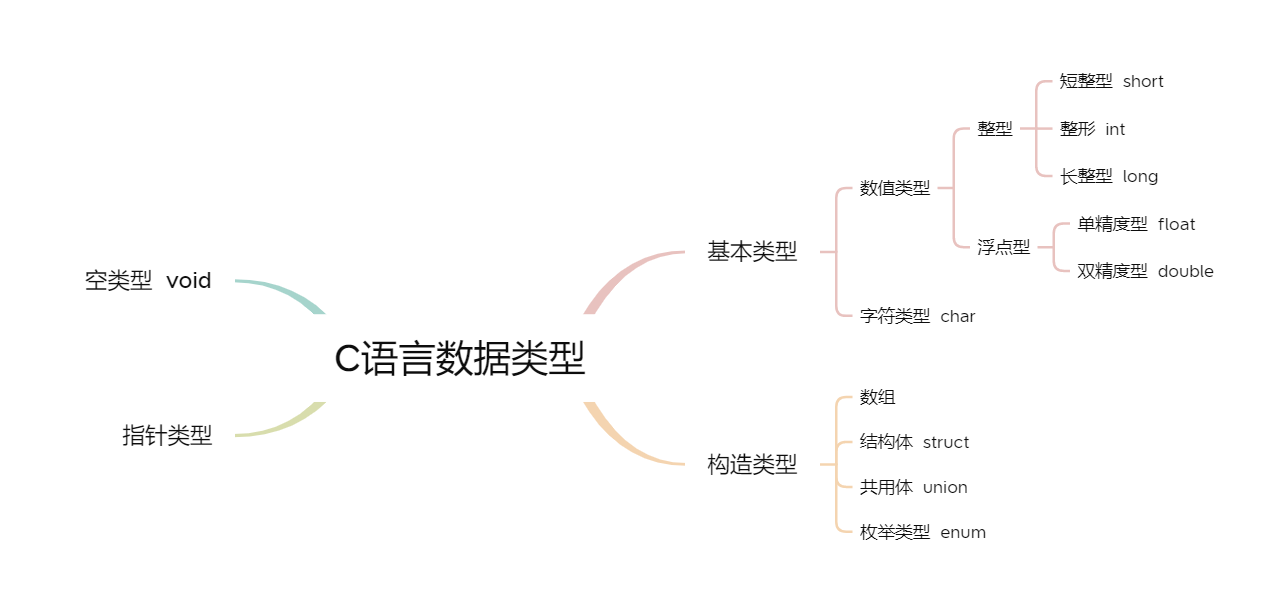 C语言数据类型
基本类型
数值类型
整型
短整型 short
整形 int
长整型 long
浮点型
单精度型 float
双精度型 double
字符类型 char
构造类型
数组
结构体 struct
共用体 union
枚举类型 enum
空类型 void
指针类型